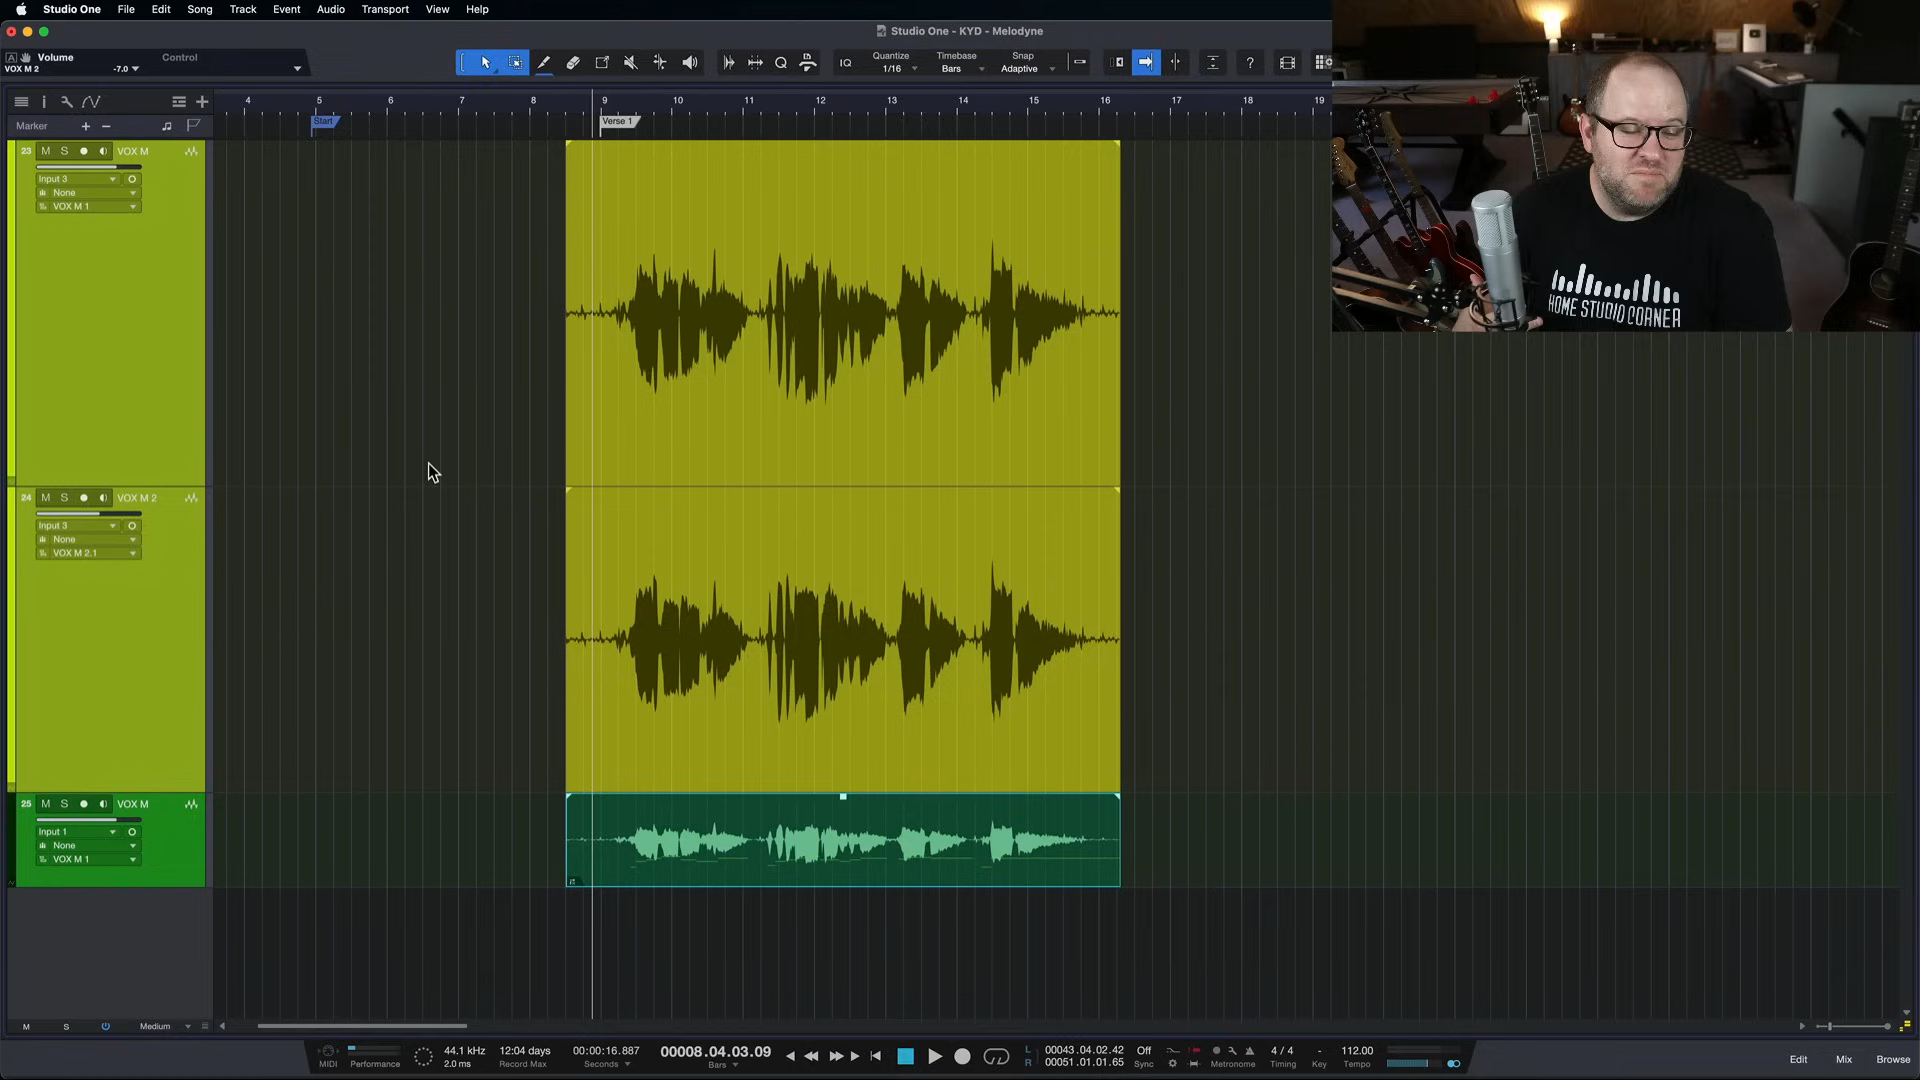 Studio One File Edit Song Track Event Audio Transport View Help
Studio One - KYD - Melodyne
Volume
Control
VOX M 2
-7.0
IQ
Quantize
1/16
Timebase
Bars
Snap
Adaptive
?
4 5 6 7 8 9 10 11 12 13 14 15 16 17 18 19
Marker
Start
Verse 1
23 M S VOX M
Input 3
None
VOX M 1
24 M S VOX M 2
Input 3
None
VOX M 2.1
25 M S VOX M
Input 1
None
VOX M 1
HOME STUDIO CORNER
M S Medium
MIDI
Performance
44.1 kHz
2.0 ms
12:04 days
Record Max
00:00:16.887
Seconds
00008.04.03.09
Bars
L 00043.04.02.42
R 00051.01.01.65
Off
Sync
Metronome
4 / 4
Timing
-
Key
112.00
Tempo
Edit
Mix
Browse